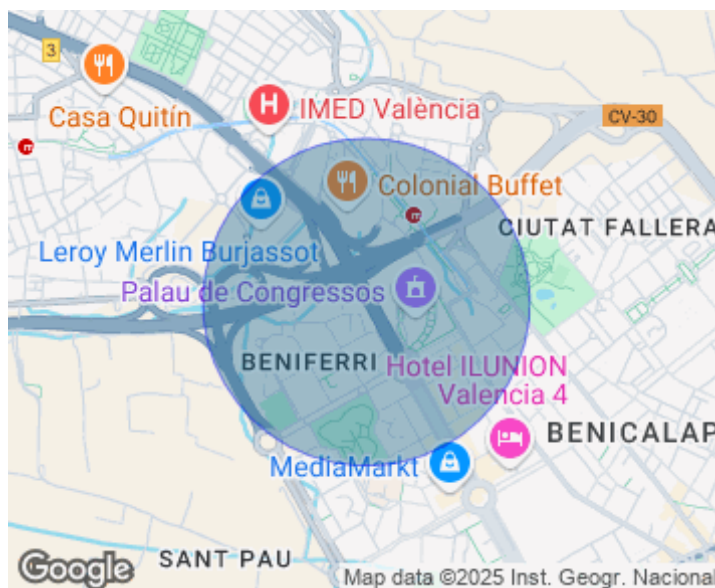 3
Casa Quitín
H
IMED València
CV-30
m
Colonial Buffet
m
CIUTAT FALLERA
Leroy Merlin Burjassot
Palau de Congressos
BENIFERRI
Hotel ILUNION
Valencia 4
BENICALAP
MediaMarkt
SANT PAU
Google
Map data ©2025 Inst. Geogr. Nacional